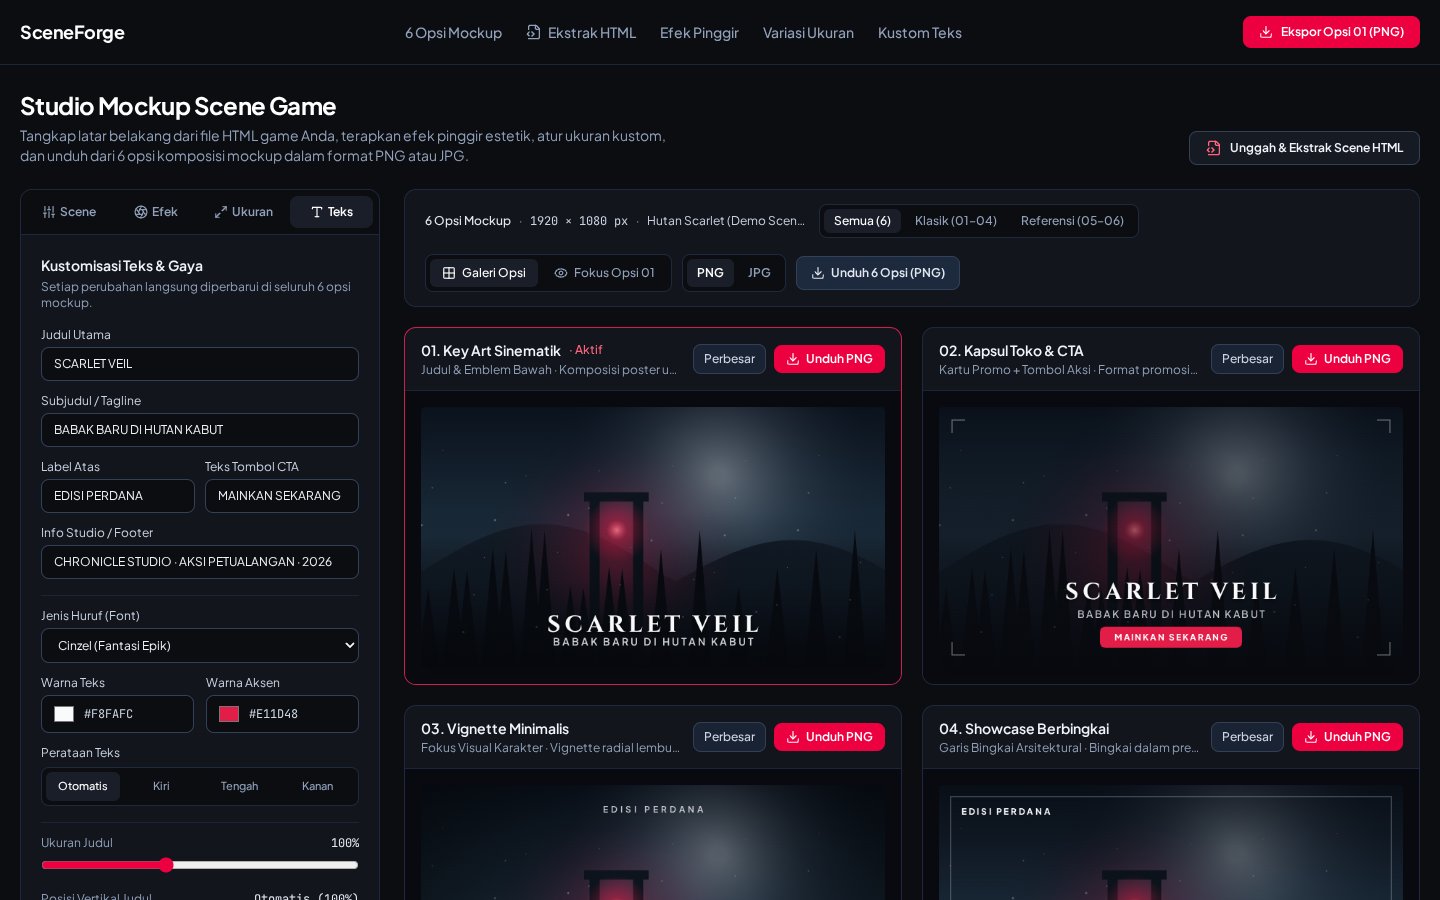 SceneForge
6 Opsi Mockup
Ekstrak HTML
Efek Pinggir
Variasi Ukuran
Kustom Teks
Ekspor Opsi 01 (PNG)
Studio Mockup Scene Game
Tangkap latar belakang dari file HTML game Anda, terapkan efek pinggir estetik, atur ukuran kustom,
dan unduh dari 6 opsi komposisi mockup dalam format PNG atau JPG.
Unggah & Ekstrak Scene HTML
Scene
Efek
Ukuran
Teks
Kustomisasi Teks & Gaya
Setiap perubahan langsung diperbarui di seluruh 6 opsi
mockup.
Judul Utama
SCARLET VEIL
Subjudul / Tagline
BABAK BARU DI HUTAN KABUT
Label Atas
Teks Tombol CTA
EDISI PERDANA
MAINKAN SEKARANG
Info Studio / Footer
CHRONICLE STUDIO · AKSI PETUALANGAN · 2026
Jenis Huruf (Font)
Cinzel (Fantasi Epik)
Warna Teks
Warna Aksen
#F8FAFC
#E11D48
Perataan Teks
Otomatis
Kiri
Tengah
Kanan
Ukuran Judul
100%
Posisi Vertikal Judul
Otomatis (100%)
6 Opsi Mockup · 1920 × 1080 px · Hutan Scarlet (Demo Scen...
Semua (6)
Klasik (01–04)
Referensi (05–06)
Galeri Opsi
Fokus Opsi 01
PNG
JPG
Unduh 6 Opsi (PNG)
01. Key Art Sinematik · Aktif
Judul & Emblem Bawah · Komposisi poster u...
Perbesar
Unduh PNG
SCARLET VEIL
BABAK BARU DI HUTAN KABUT
02. Kapsul Toko & CTA
Kartu Promo + Tombol Aksi · Format promosi...
Perbesar
Unduh PNG
SCARLET VEIL
BABAK BARU DI HUTAN KABUT
MAINKAN SEKARANG
03. Vignette Minimalis
Fokus Visual Karakter · Vignette radial lembu...
Perbesar
Unduh PNG
EDISI PERDANA
04. Showcase Berbingkai
Garis Bingkai Arsitektural · Bingkai dalam pre...
Perbesar
Unduh PNG
EDISI PERDANA